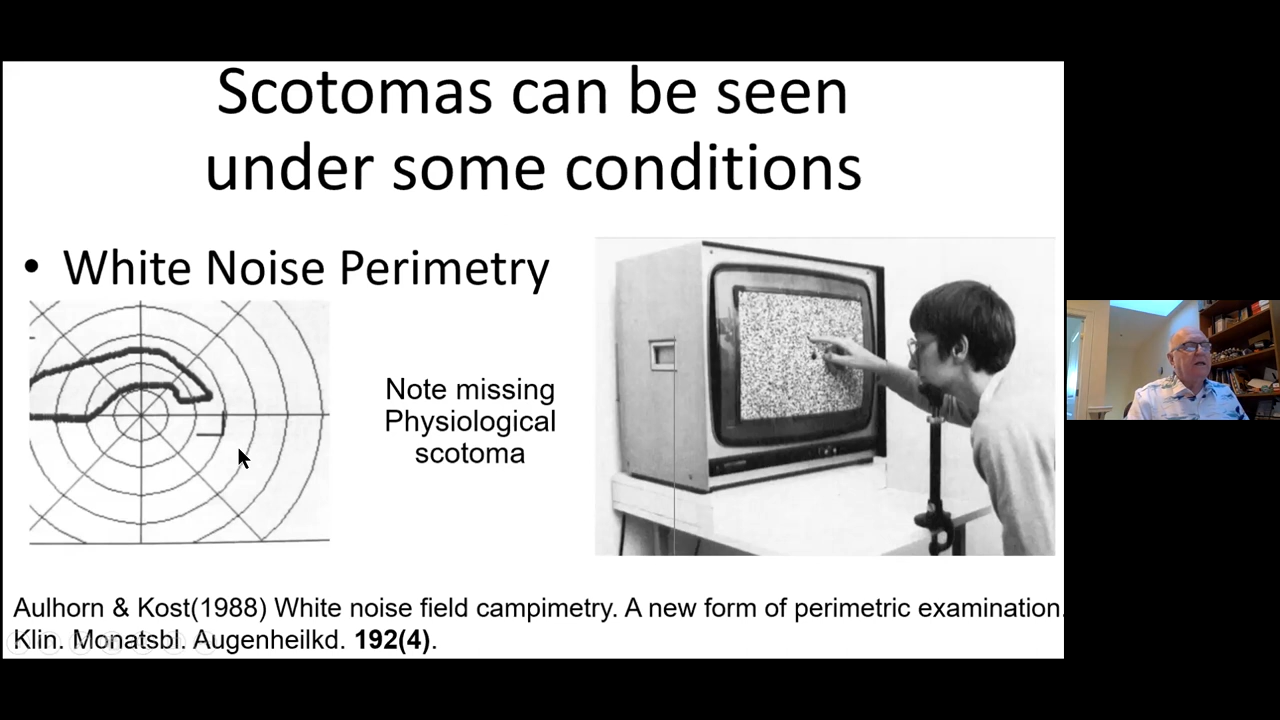 Scotomas can be seen
under some conditions
• White Noise Perimetry
Note missing
Physiological
scotoma
Aulhorn & Kost(1988) White noise field campimetry. A new form of perimetric examination.
Klin. Monatsbl. Augenheilkd. 192(4).